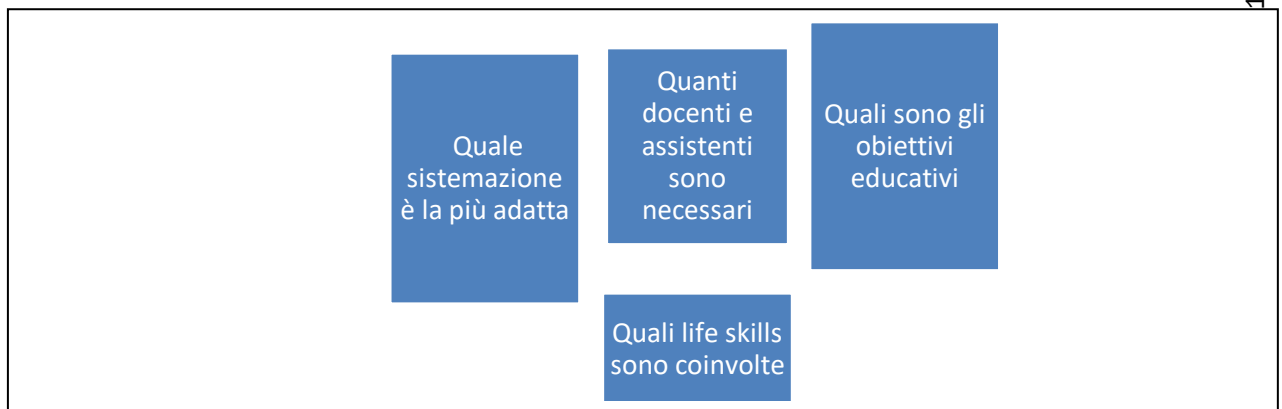 1
Quale
sistemazione
è la più adatta
Quanti
docenti e
assistenti
sono
necessari
Quali sono gli
obiettivi
educativi
Quali life skills
sono coinvolte